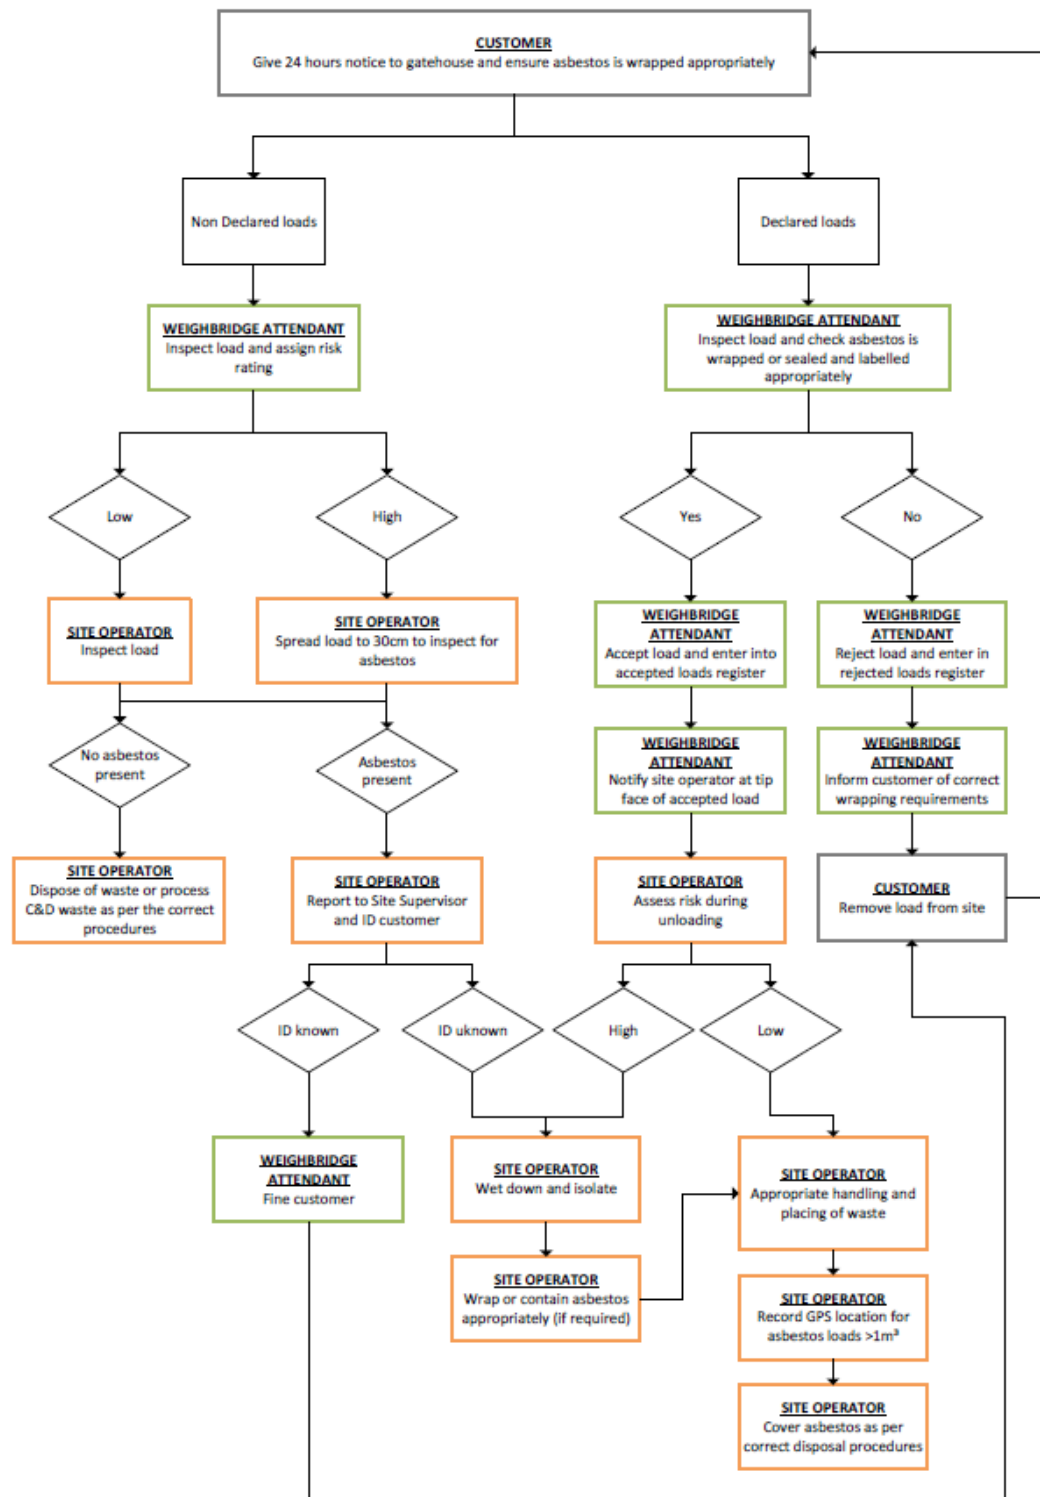 CUSTOMER
Give 24 hours notice to gatehouse and ensure asbestos is wrapped appropriately
Non Declared loads
Declared loads
WEIGHBRIDGE ATTENDANT
Inspect load and assign risk
rating
WEIGHBRIDGE ATTENDANT
Inspect load and check asbestos is
wrapped or sealed and labelled
appropriately
Low
High
Yes
No
SITE OPERATOR
Inspect load
SITE OPERATOR
Spread load to 30cm to inspect for
asbestos
WEIGHBRIDGE
ATTENDANT
Accept load and enter into
accepted loads register
WEIGHBRIDGE
ATTENDANT
Reject load and enter in
rejected loads register
No asbestos
present
Asbestos
present
WEIGHBRIDGE
ATTENDANT
Notify site operator at tip
face of accepted load
WEIGHBRIDGE
ATTENDANT
Inform customer of correct
wrapping requirements
SITE OPERATOR
Dispose of waste or process
C&D waste as per the correct
procedures
SITE OPERATOR
Report to Site Supervisor
and ID customer
SITE OPERATOR
Assess risk during
unloading
CUSTOMER
Remove load from site
ID known
ID uknown
High
Low
WEIGHBRIDGE
ATTENDANT
Fine customer
SITE OPERATOR
Wet down and isolate
SITE OPERATOR
Appropriate handling and
placing of waste
SITE OPERATOR
Wrap or contain asbestos
appropriately (if required)
SITE OPERATOR
Record GPS location for
asbestos loads >1m³
SITE OPERATOR
Cover asbestos as per
correct disposal procedures